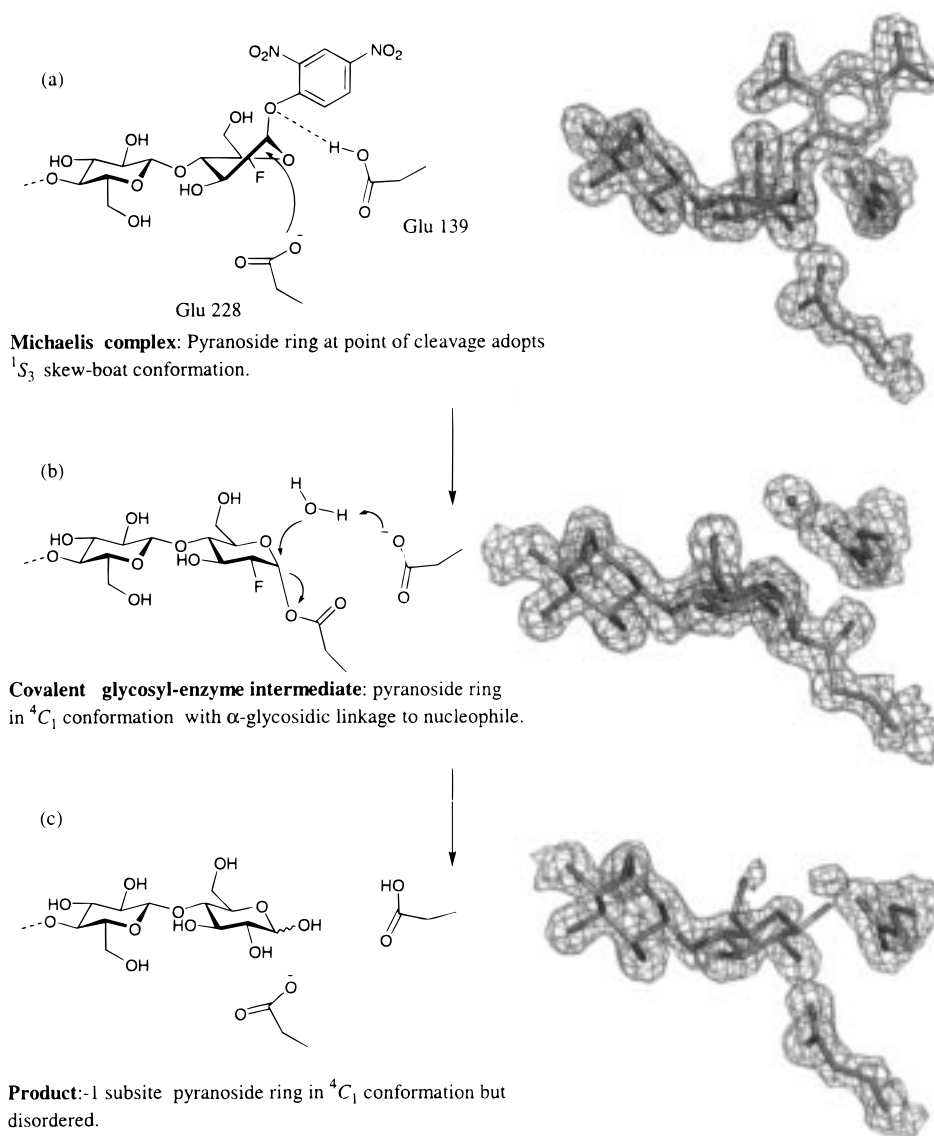 (a)
O₂N NO₂
O
OH
H
O
OH
HO
O
O
O
F
O
HO
O
O
HO
O
OH
Glu 139
O
O⁻
Glu 228
Michaelis complex: Pyranoside ring at point of cleavage adopts
¹S₃ skew-boat conformation.
(b)
H
OH
O
H
OH
O
HO
O
O
O
O⁻
HO
O
F
O
OH
O
O
Covalent glycosyl-enzyme intermediate: pyranoside ring
in ⁴C₁ conformation with α-glycosidic linkage to nucleophile.
(c)
OH
HO
OH
HO
O
O
O
O
O
HO
OH
OH
OH
O⁻
O
Product:-1 subsite pyranoside ring in ⁴C₁ conformation but
disordered.